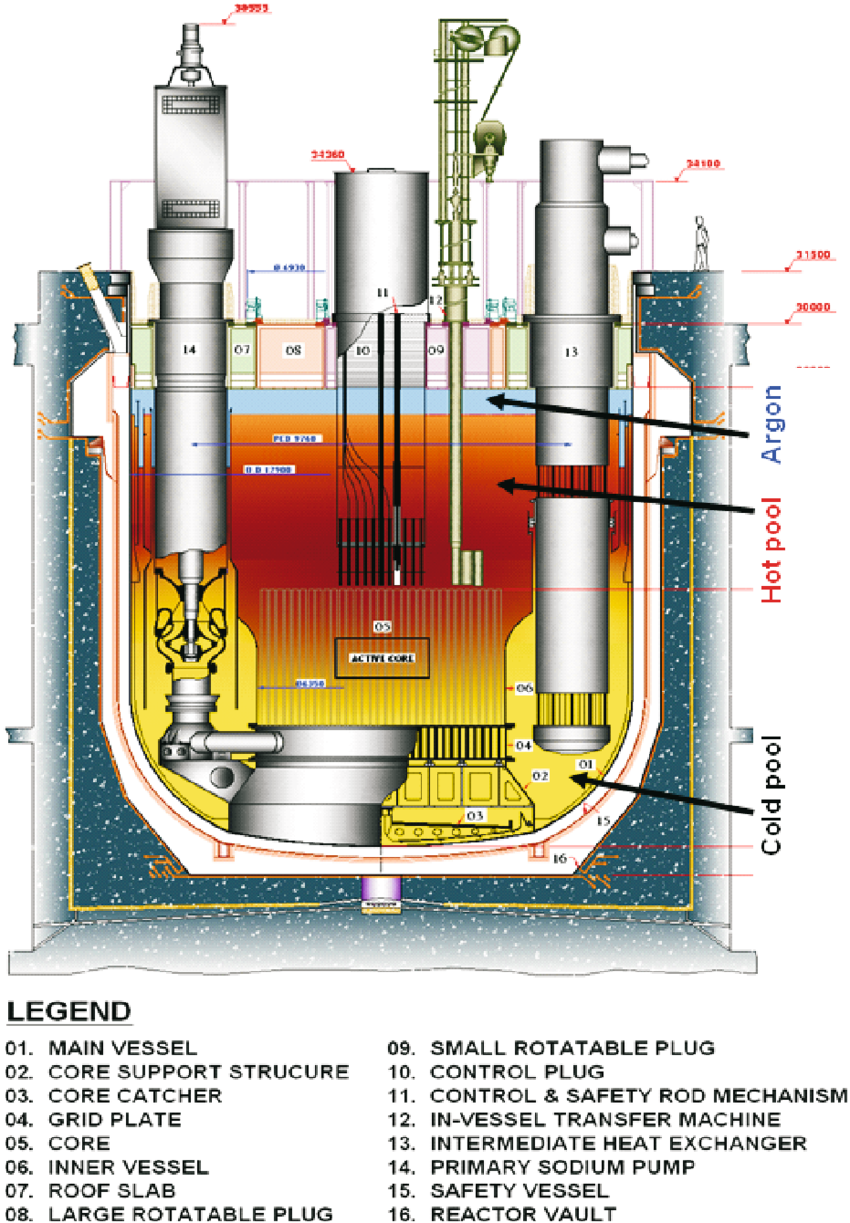 38555
34360
34100
Ø 6930
31500
11
12
30000
14
07
08
10
09
13
Argon
PCD 9760
Hot pool
05
ACTIVE CORE
Ø6350
06
04
01
02
Cold pool
03
15
16
LEGEND
01. MAIN VESSEL
02. CORE SUPPORT STRUCURE
03. CORE CATCHER
04. GRID PLATE
05. CORE
06. INNER VESSEL
07. ROOF SLAB
08. LARGE ROTATABLE PLUG
09. SMALL ROTATABLE PLUG
10. CONTROL PLUG
11. CONTROL & SAFETY ROD MECHANISM
12. IN-VESSEL TRANSFER MACHINE
13. INTERMEDIATE HEAT EXCHANGER
14. PRIMARY SODIUM PUMP
15. SAFETY VESSEL
16. REACTOR VAULT